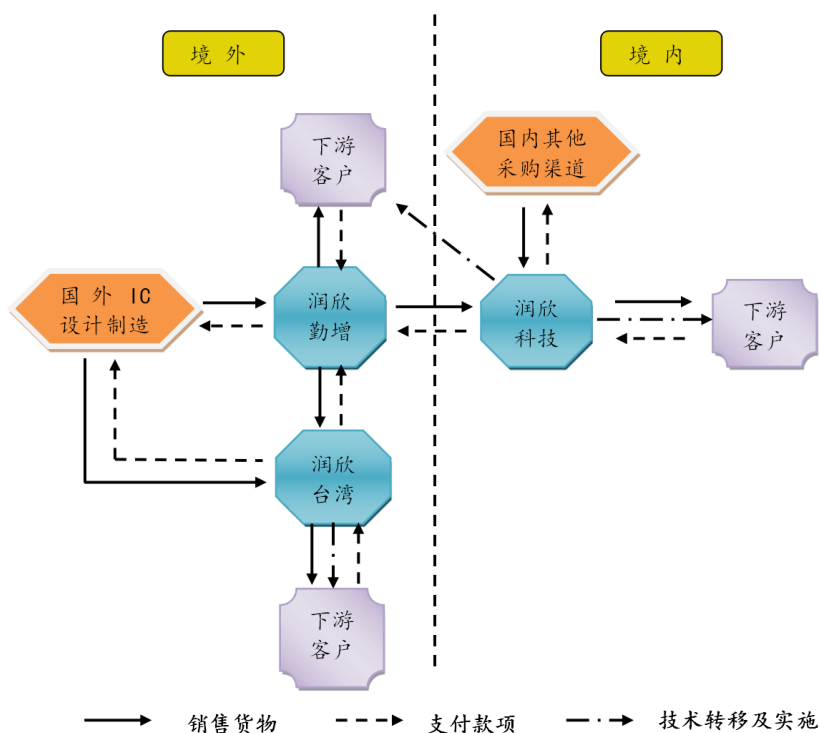 境 外
境 内
下游
客户
国内其他
采购渠道
国 外 IC
设计制造
润欣
勤增
润欣
科技
下游
客户
润欣
台湾
下游
客户
销售货物
支付款项
技术转移及实施